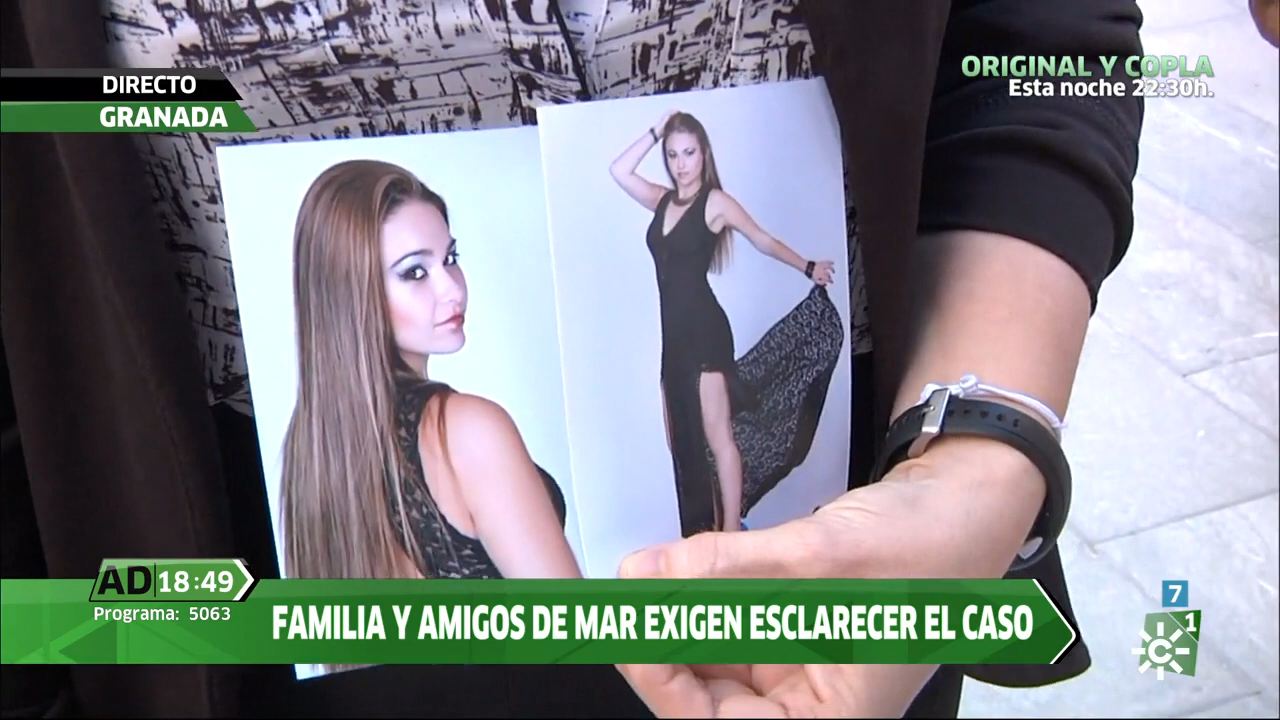 DIRECTO
GRANADA
ORIGINAL Y COPLA
Esta noche 22:30h.
AD 18:49
Programa: 5063
FAMILIA Y AMIGOS DE MAR EXIGEN ESCLARECER EL CASO
7
1